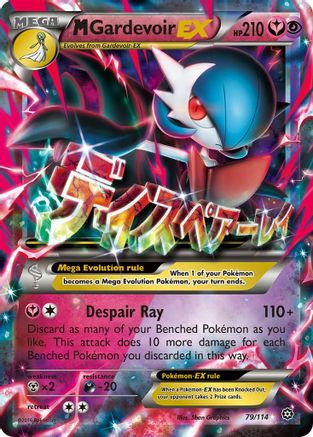 MEGA
M Gardevoir EX HP210
Evolves from Gardevoir-EX
ディスペアーレイ
Mega Evolution rule
When 1 of your Pokémon
becomes a Mega Evolution Pokémon, your turn ends.
Despair Ray 110+
Discard as many of your Benched Pokémon as you
like. This attack does 10 more damage for each
Benched Pokémon you discarded in this way.
weakness resistance
×2 -20
Pokémon-EX rule
When a Pokémon-EX has been Knocked Out,
your opponent takes 2 Prize cards.
retreat
Illus. 5ban Graphics 79/114
©2016 Pokémon